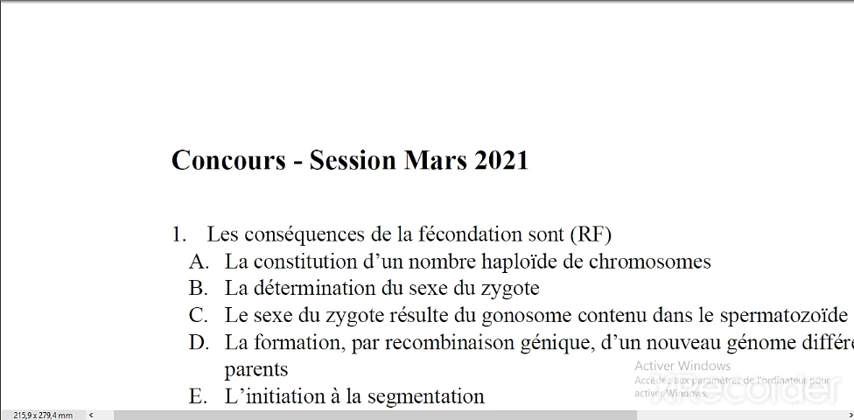 Concours - Session Mars 2021
1. Les conséquences de la fécondation sont (RF)
A. La constitution d'un nombre haploïde de chromosomes
B. La détermination du sexe du zygote
C. Le sexe du zygote résulte du gonosome contenu dans le spermatozoïde
D. La formation, par recombinaison génique, d'un nouveau génome différe
parents
E. L'initiation à la segmentation
Activer Windows
Accédez aux paramètres de l'ordinateur pour
activer Windows.
Recorder
215,9 x 279,4 mm